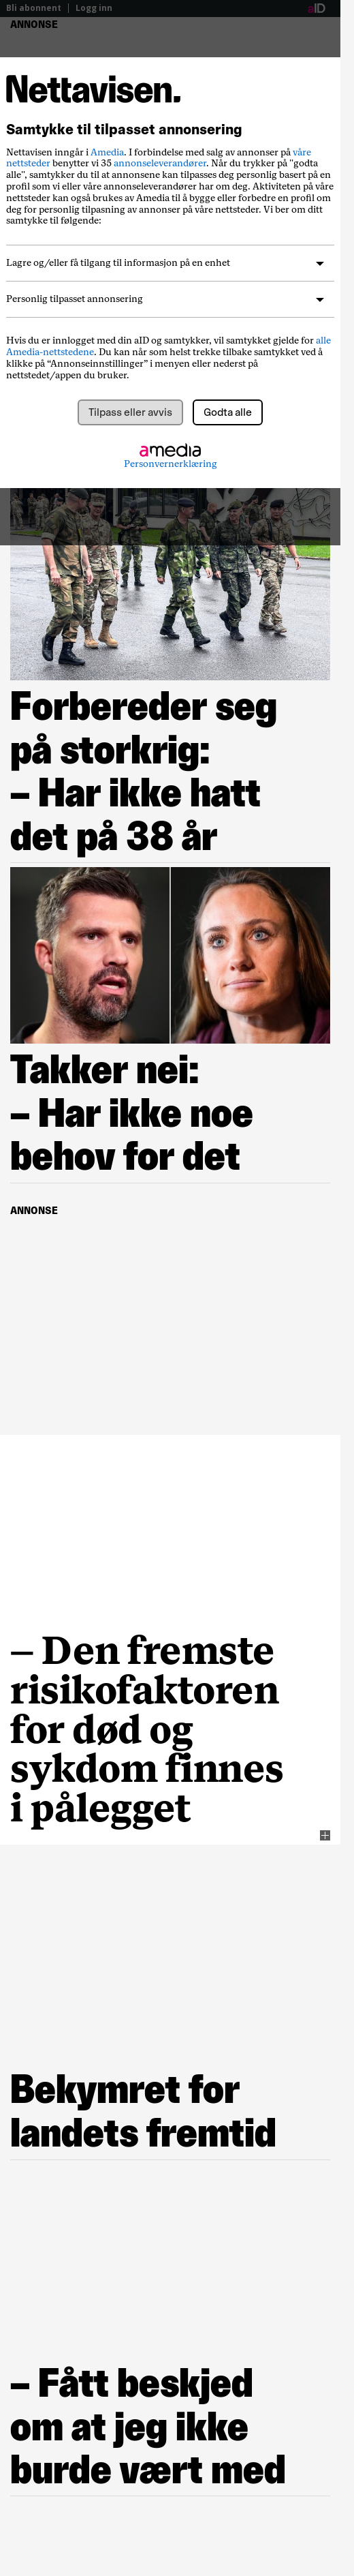 Bli abonnent | Logg inn aID
ANNONSE
Nettavisen.
Samtykke til tilpasset annonsering
Nettavisen inngår i Amedia. I forbindelse med salg av annonser på våre
nettsteder benytter vi 35 annonseleverandører. Når du trykker på "godta
alle", samtykker du til at annonsene kan tilpasses deg personlig basert på en
profil som vi eller våre annonseleverandører har om deg. Aktiviteten på våre
nettsteder kan også brukes av Amedia til å bygge eller forbedre en profil om
deg for personlig tilpasning av annonser på våre nettsteder. Vi ber om ditt
samtykke til følgende:
Lagre og/eller få tilgang til informasjon på en enhet
Personlig tilpasset annonsering
Hvis du er innlogget med din aID og samtykker, vil samtykket gjelde for alle
Amedia-nettstedene. Du kan når som helst trekke tilbake samtykket ved å
klikke på “Annonseinnstillinger” i menyen eller nederst på
nettstedet/appen du bruker.
Tilpass eller avvis Godta alle
amedia
Personvernerklæring
Forbereder seg
på storkrig:
– Har ikke hatt
det på 38 år
Takker nei:
– Har ikke noe
behov for det
ANNONSE
– Den fremste
risikofaktoren
for død og
sykdom finnes
i pålegget
Bekymret for
landets fremtid
– Fått beskjed
om at jeg ikke
burde vært med